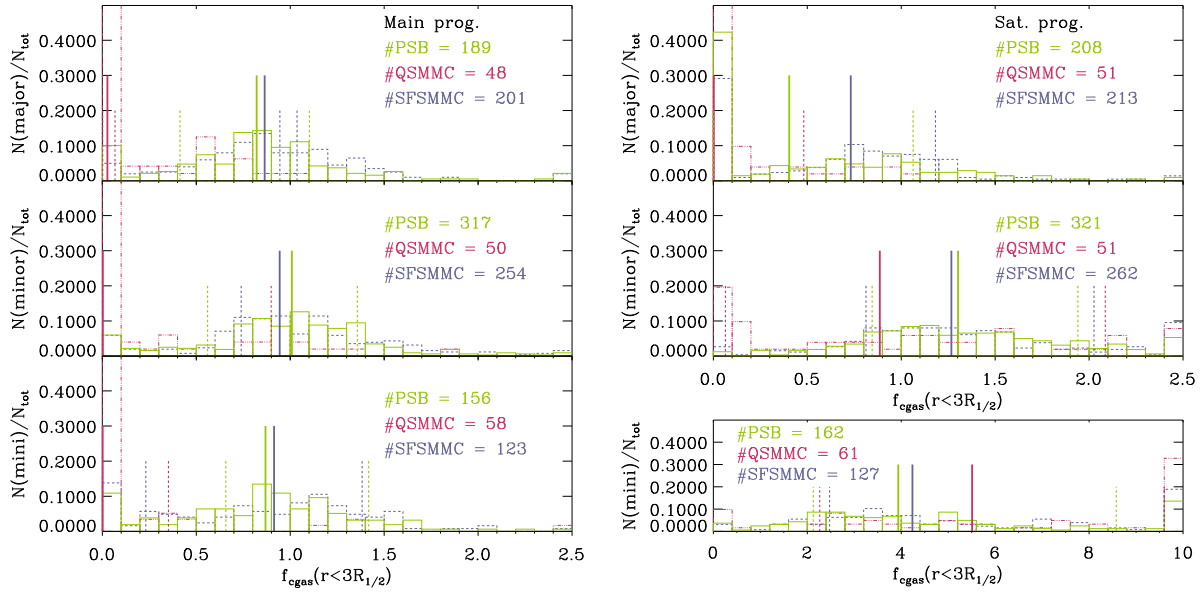 Main prog.
#PSB = 189
#QSMMC = 48
#SFSMMC = 201
N(major)/N_tot
0.4000
0.3000
0.2000
0.1000
0.0000
Sat. prog.
#PSB = 208
#QSMMC = 51
#SFSMMC = 213
N(major)/N_tot
0.4000
0.3000
0.2000
0.1000
0.0000
#PSB = 317
#QSMMC = 50
#SFSMMC = 254
N(minor)/N_tot
0.4000
0.3000
0.2000
0.1000
0.0000
#PSB = 321
#QSMMC = 51
#SFSMMC = 262
N(minor)/N_tot
0.4000
0.3000
0.2000
0.1000
0.0000
0.0 0.5 1.0 1.5 2.0 2.5
f_cgas(r<3R_1/2)
#PSB = 156
#QSMMC = 58
#SFSMMC = 123
N(mini)/N_tot
0.4000
0.3000
0.2000
0.1000
0.0000
0.0 0.5 1.0 1.5 2.0 2.5
f_cgas(r<3R_1/2)
#PSB = 162
#QSMMC = 61
#SFSMMC = 127
N(mini)/N_tot
0.4000
0.3000
0.2000
0.1000
0.0000
0 2 4 6 8 10
f_cgas(r<3R_1/2)